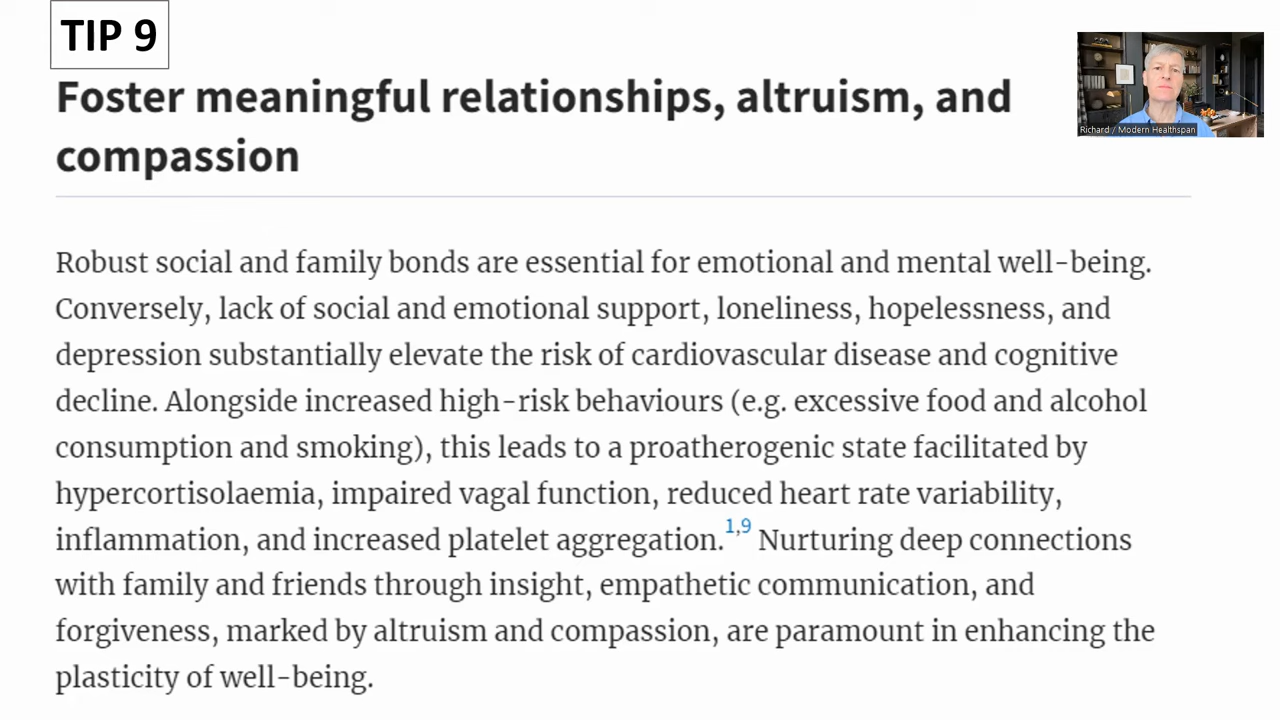 TIP 9
Foster meaningful relationships, altruism, and
compassion
Richard / Modern Healthspan
Robust social and family bonds are essential for emotional and mental well-being.
Conversely, lack of social and emotional support, loneliness, hopelessness, and
depression substantially elevate the risk of cardiovascular disease and cognitive
decline. Alongside increased high-risk behaviours (e.g. excessive food and alcohol
consumption and smoking), this leads to a proatherogenic state facilitated by
hypercortisolaemia, impaired vagal function, reduced heart rate variability,
inflammation, and increased platelet aggregation.1,9 Nurturing deep connections
with family and friends through insight, empathetic communication, and
forgiveness, marked by altruism and compassion, are paramount in enhancing the
plasticity of well-being.